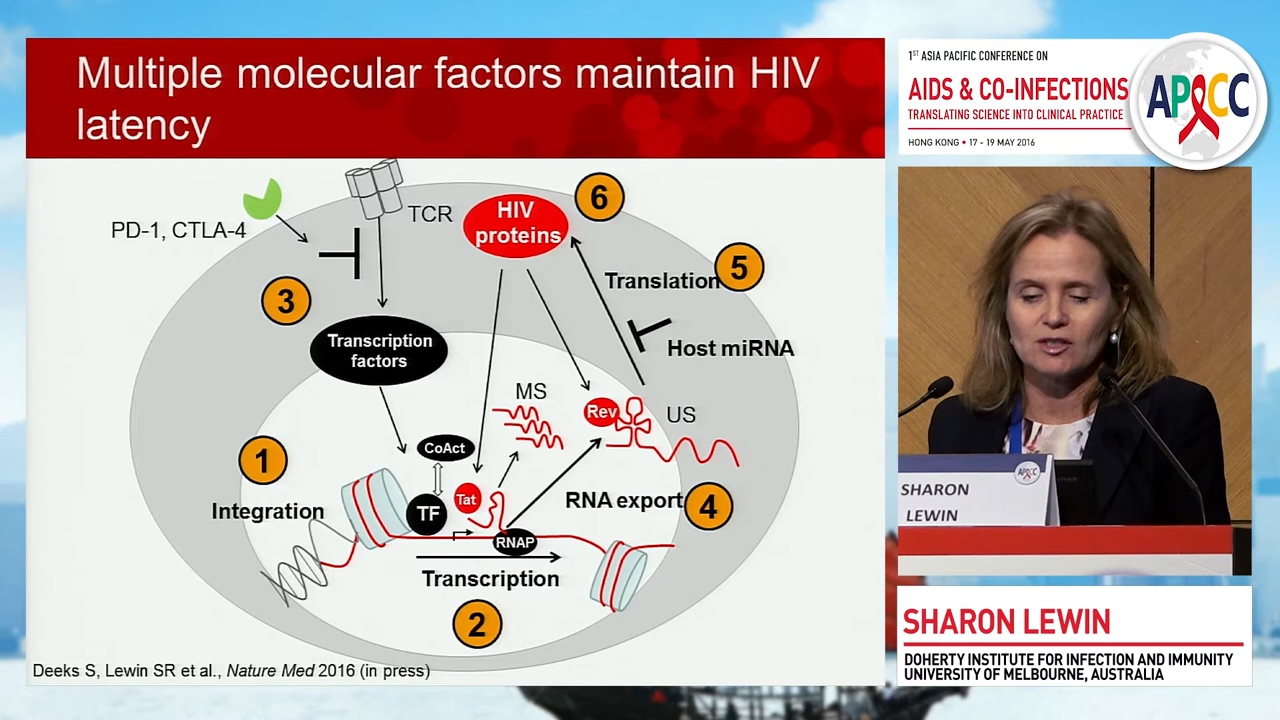 Multiple molecular factors maintain HIV
latency
PD-1, CTLA-4
TCR
HIV
proteins
6
Translation
5
3
Transcription
factors
Host miRNA
MS
Rev
US
CoAct
1
Integration
TF
Tat
RNA export
4
RNAP
Transcription
2
Deeks S, Lewin SR et al., Nature Med 2016 (in press)
1ST ASIA PACIFIC CONFERENCE ON
AIDS & CO-INFECTIONS
TRANSLATING SCIENCE INTO CLINICAL PRACTICE
HONG KONG • 17 - 19 MAY 2016
APCC
SHARON
LEWIN
SHARON LEWIN
DOHERTY INSTITUTE FOR INFECTION AND IMMUNITY
UNIVERSITY OF MELBOURNE, AUSTRALIA